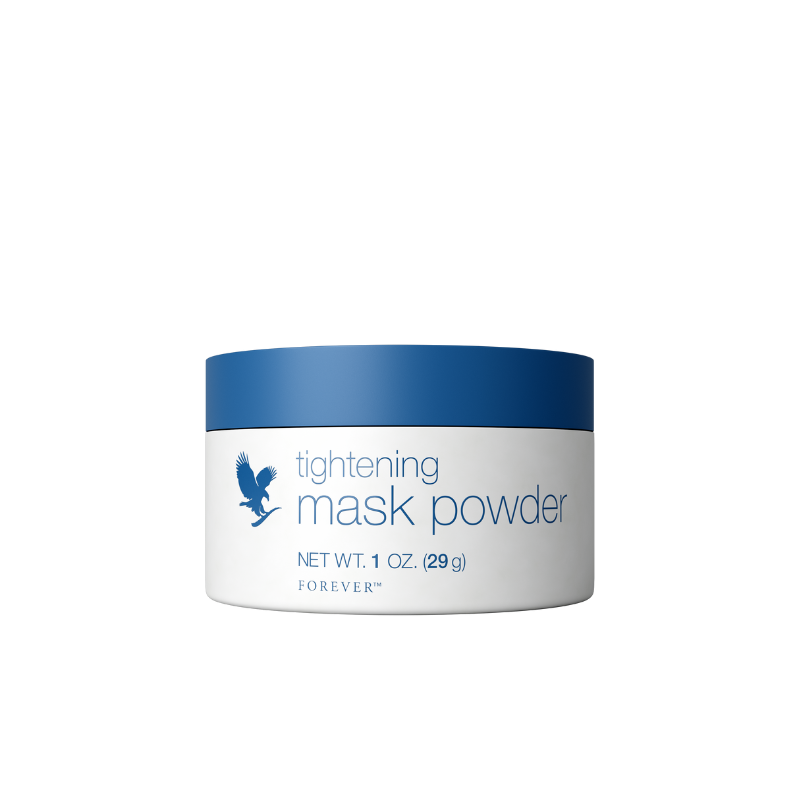 tightening
mask powder
NET WT. 1 OZ. (29 g)
FOREVER™